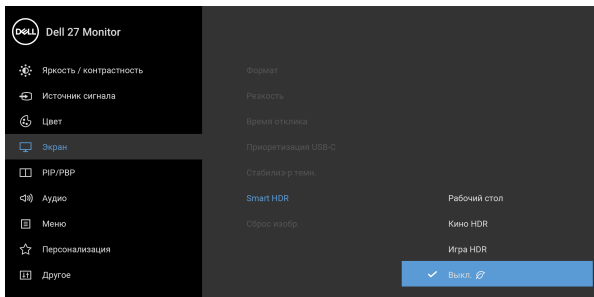 DELL Dell 27 Monitor
Яркость / контрастность
Формат
Источник сигнала
Резкость
Цвет
Время отклика
Экран
Приоретизация USB-C
PIP/PBP
Стабилиз-р темн
Аудио
Smart HDR
Рабочий стол
Меню
Сброс изобр.
Кино HDR
Персонализация
Игра HDR
Другое
Выкл.